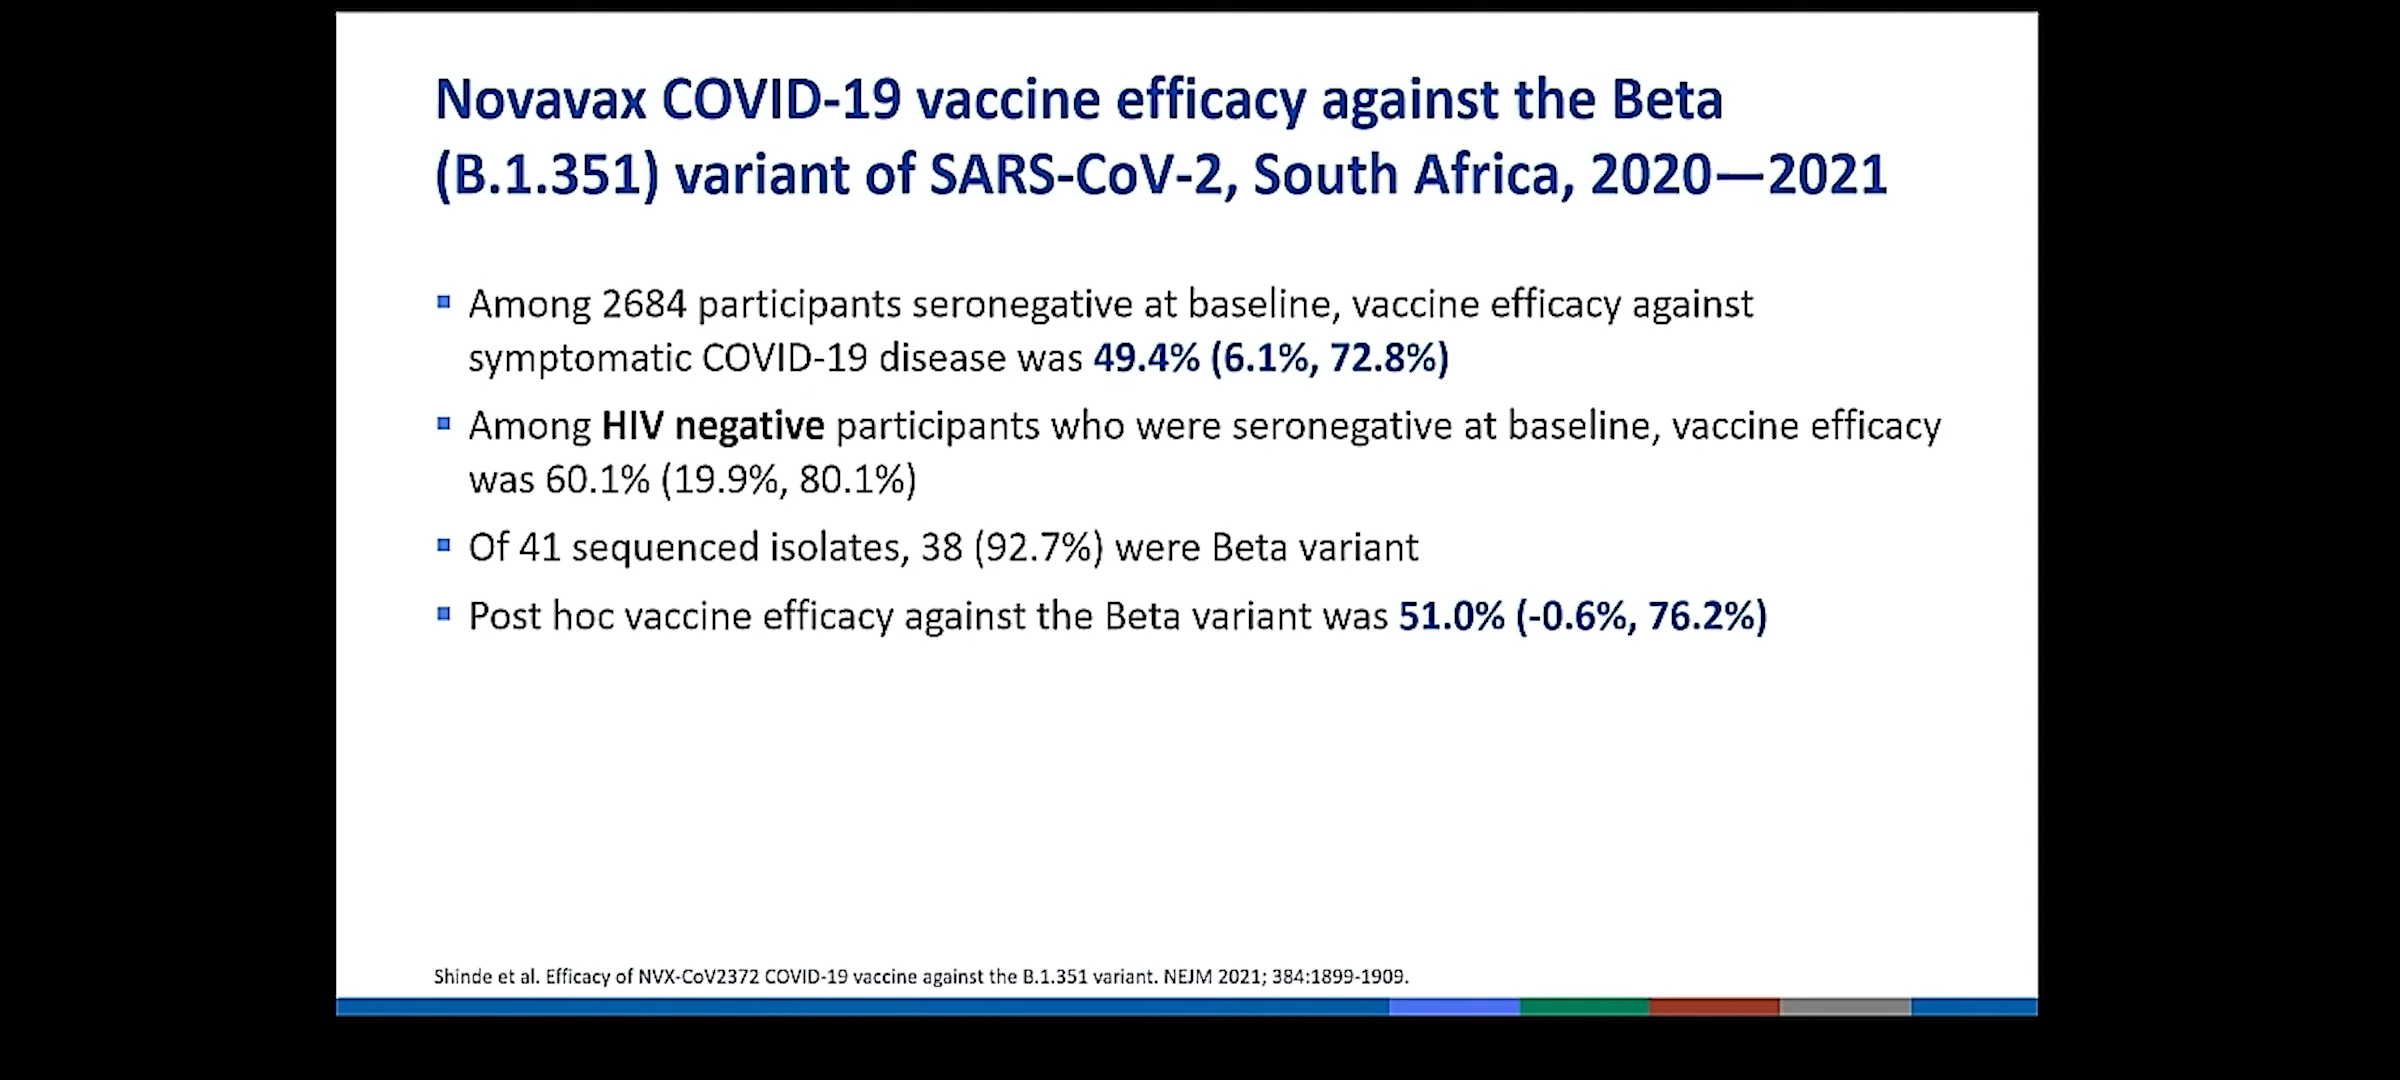 Novavax COVID-19 vaccine efficacy against the Beta
(B.1.351) variant of SARS-CoV-2, South Africa, 2020—2021
Among 2684 participants seronegative at baseline, vaccine efficacy against
symptomatic COVID-19 disease was 49.4% (6.1%, 72.8%)
Among HIV negative participants who were seronegative at baseline, vaccine efficacy
was 60.1% (19.9%, 80.1%)
Of 41 sequenced isolates, 38 (92.7%) were Beta variant
Post hoc vaccine efficacy against the Beta variant was 51.0% (-0.6%, 76.2%)
Shinde et al. Efficacy of NVX-CoV2372 COVID-19 vaccine against the B.1.351 variant. NEJM 2021; 384:1899-1909.